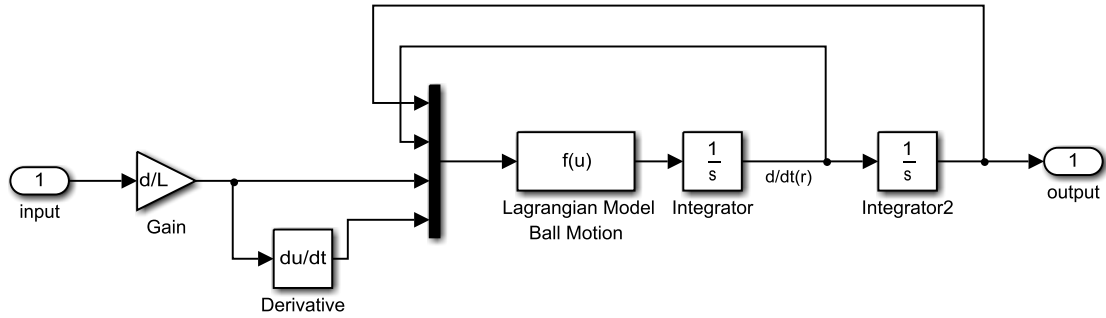 1
input
d/L
Gain
du/dt
Derivative
f(u)
Lagrangian Model
Ball Motion
1
s
Integrator
d/dt(r)
1
s
Integrator2
1
output